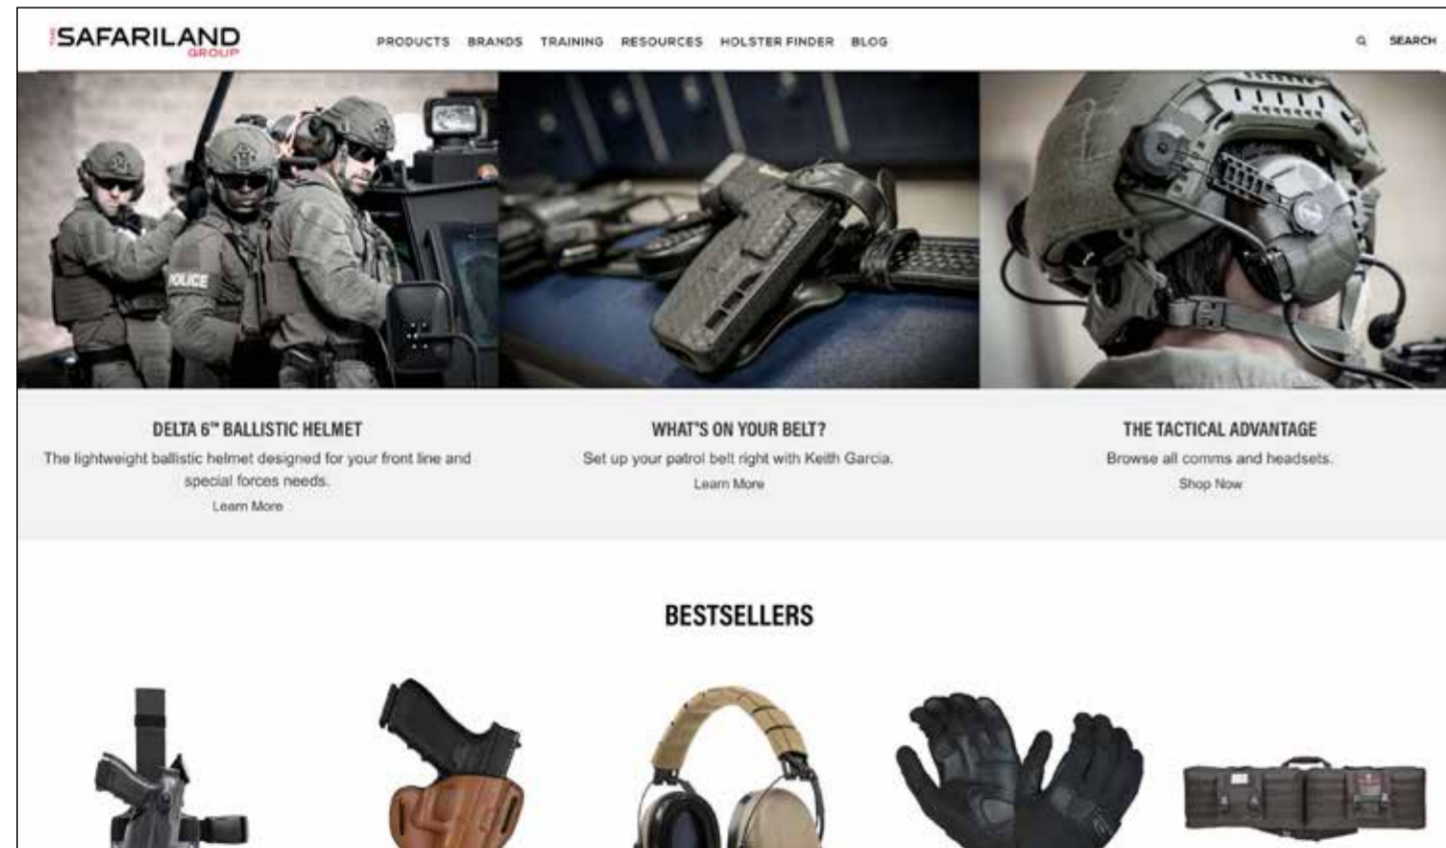 THE
SAFARILAND
GROUP
PRODUCTS BRANDS TRAINING RESOURCES HOLSTER FINDER BLOG
SEARCH
POLICE
DELTA 6™ BALLISTIC HELMET
The lightweight ballistic helmet designed for your front line and
special forces needs.
Learn More
WHAT'S ON YOUR BELT?
Set up your patrol belt right with Keith Garcia.
Learn More
THE TACTICAL ADVANTAGE
Browse all comms and headsets.
Shop Now
BESTSELLERS